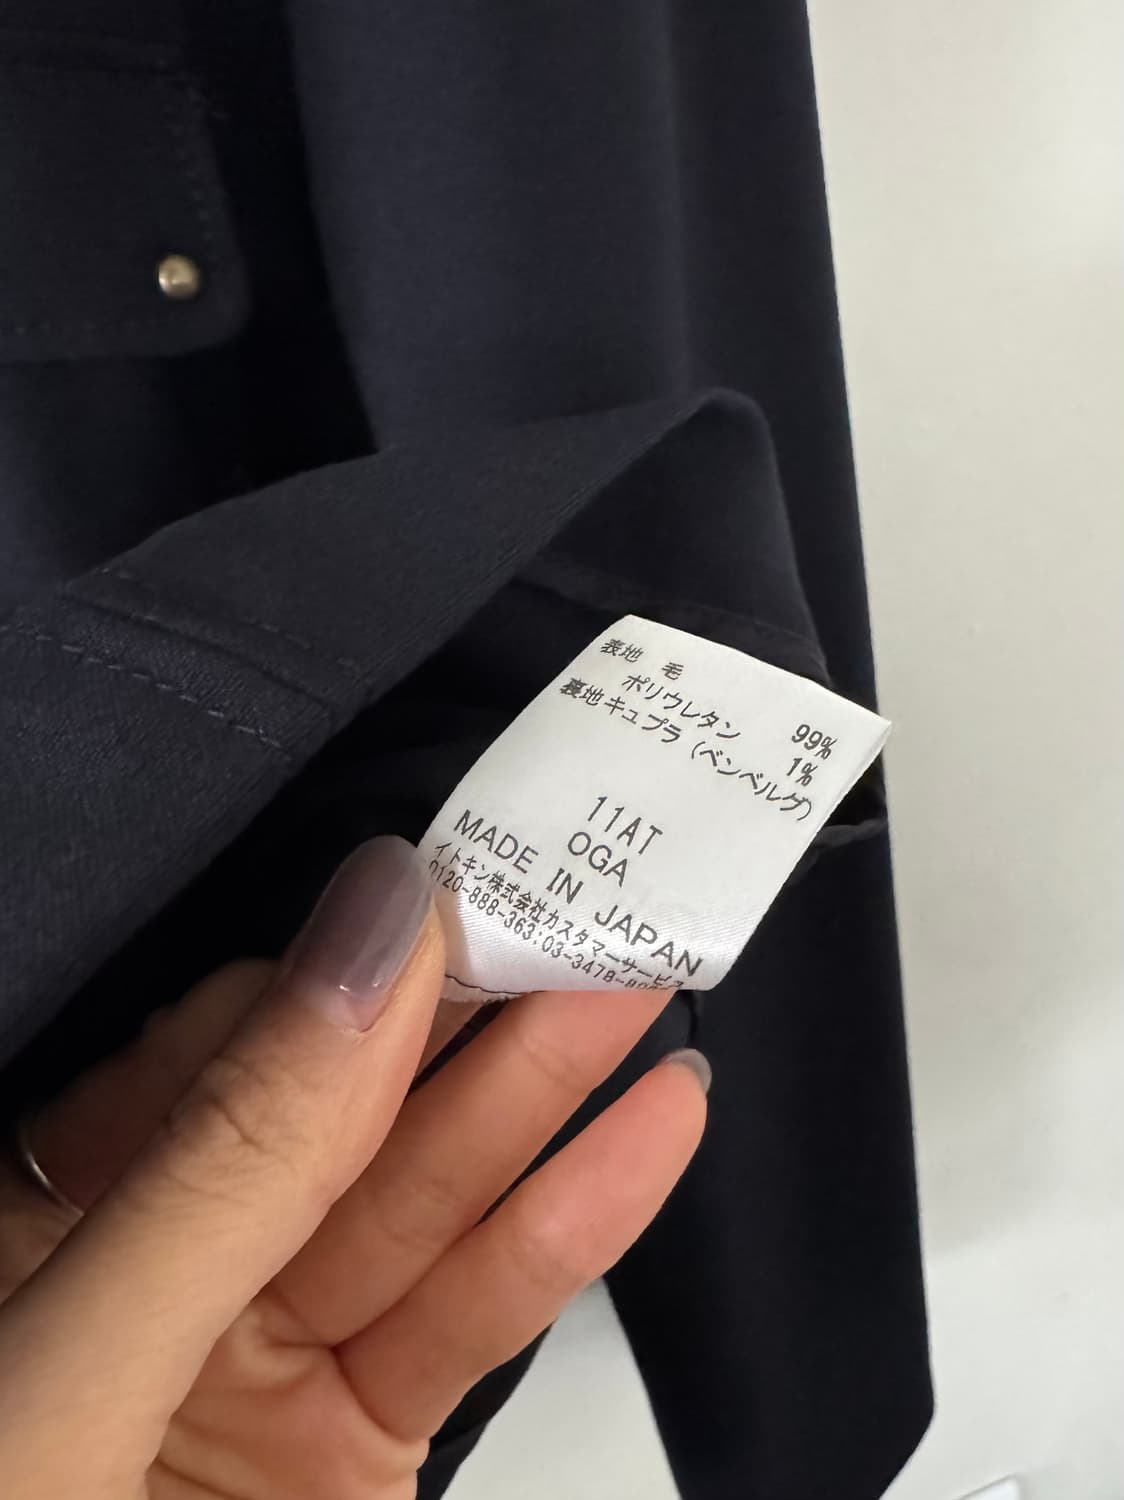 表地 毛 99%
ポリウレタン 1%
裏地 キュプラ (ベンベルグ)
11AT
OGA
MADE IN JAPAN
イトキン株式会社カスタマーサービス
0120-888-363:03-3478-